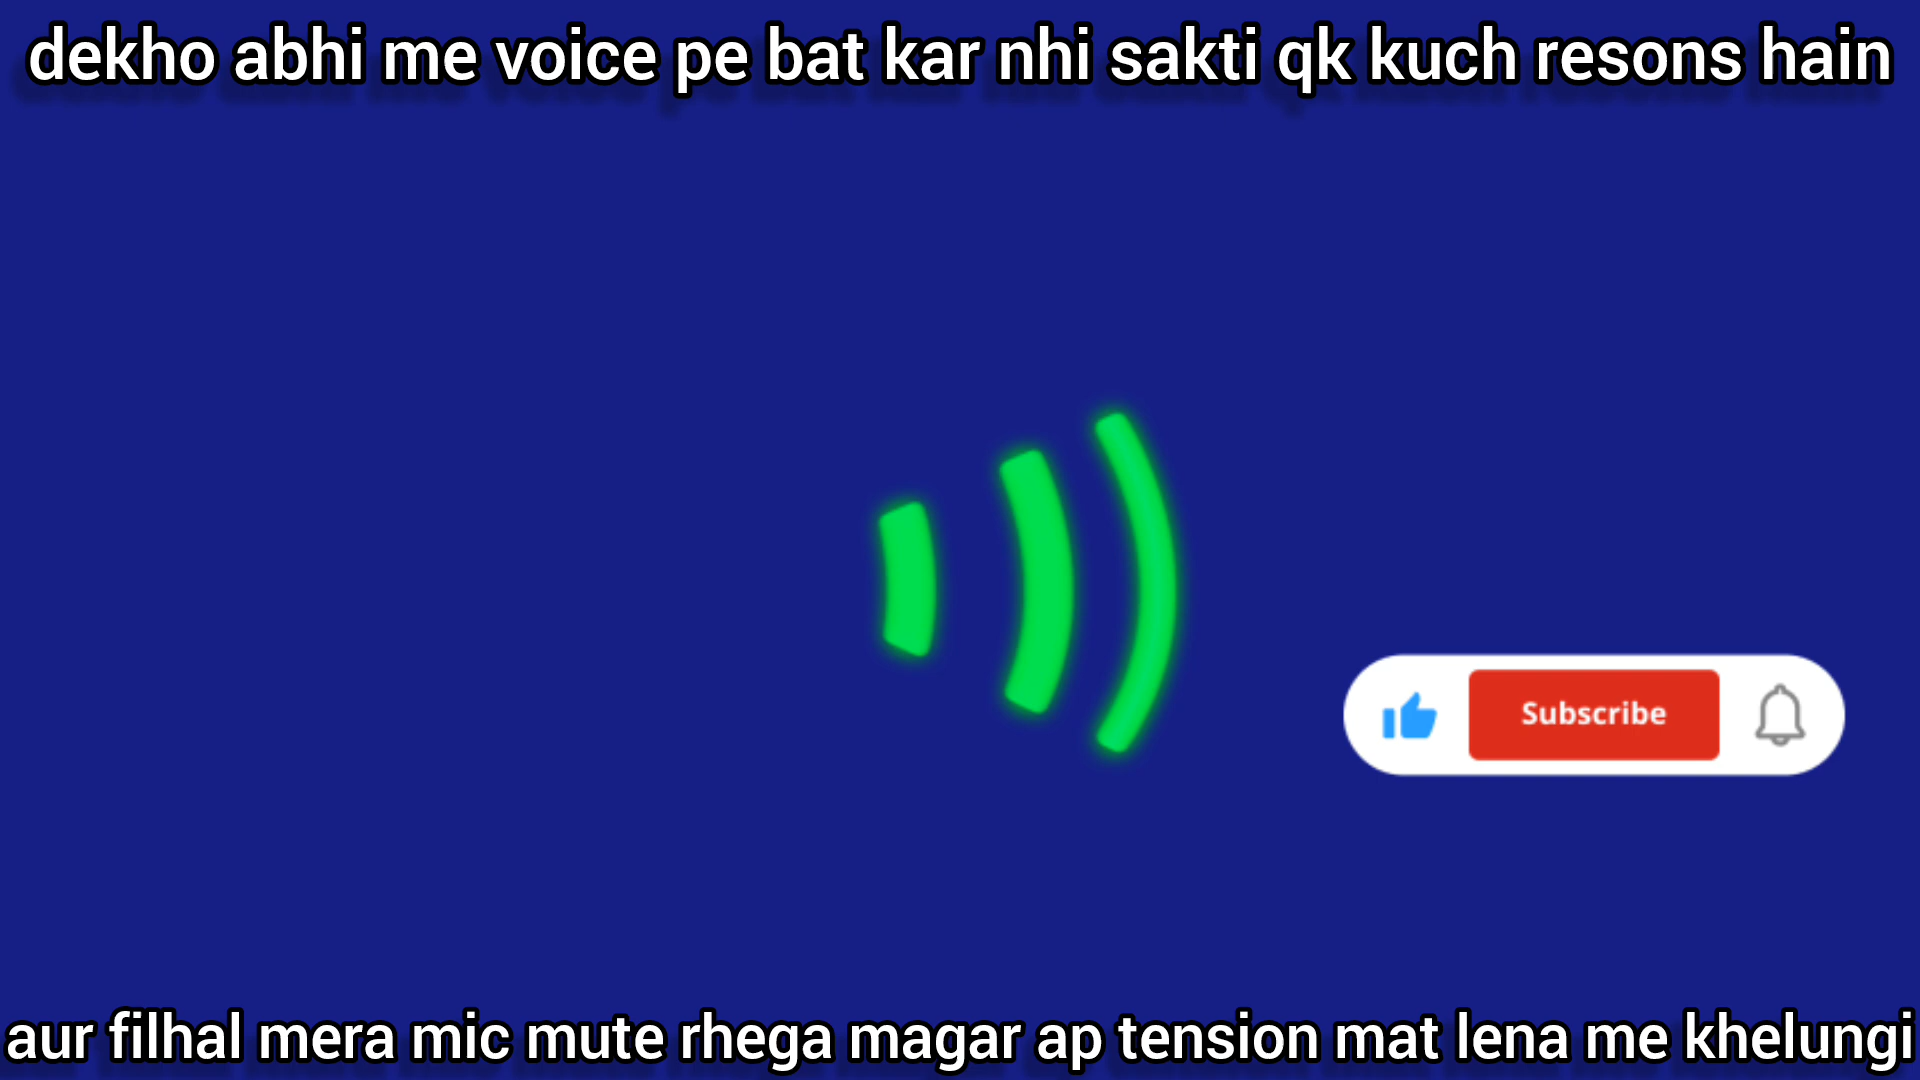 dekho abhi me voice pe bat kar nhi sakti qk kuch resons hain
Subscribe
aur filhal mera mic mute rhega magar ap tension mat lena me khelungi